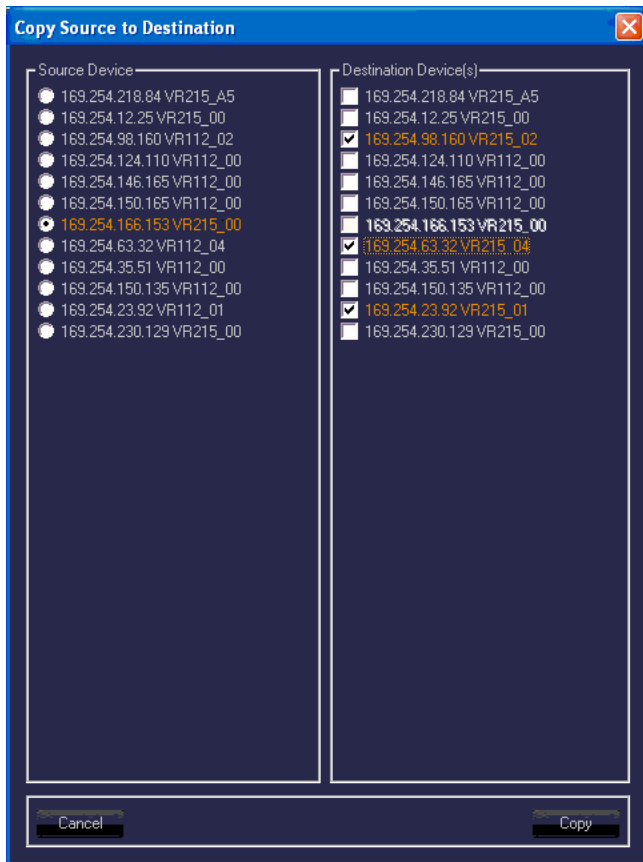 Copy Source to Destination
Source Device
169.254.218.84 VR215_A5
169.254.12.25 VR215_00
169.254.98.160 VR112_02
169.254.124.110 VR112_00
169.254.146.165 VR112_00
169.254.150.165 VR112_00
169.254.166.153 VR215_00
169.254.63.32 VR112_04
169.254.35.51 VR112_00
169.254.150.135 VR112_00
169.254.23.92 VR112_01
169.254.230.129 VR215_00
Destination Device(s)
169.254.218.84 VR215_A5
169.254.12.25 VR215_00
169.254.98.160 VR215_02
169.254.124.110 VR112_00
169.254.146.165 VR112_00
169.254.150.165 VR112_00
169.254.166.153 VR215_00
169.254.63.32 VR215_04
169.254.35.51 VR112_00
169.254.150.135 VR112_00
169.254.23.92 VR215_01
169.254.230.129 VR215_00
Cancel
Copy